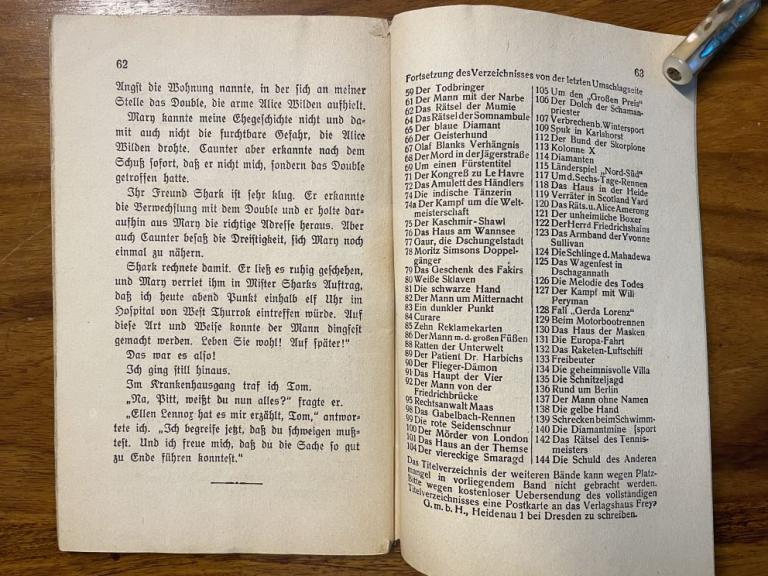 62
Angst die Wohnung nannte, in der sich an meiner
Stelle das Double, die arme Alice Wilden aufhielt.
Mary kannte meine Ehegeschichte nicht und da-
mit auch nicht die furchtbare Gefahr, die Alice
Wilden drohte. Caunter aber erkannte nach dem
Schuß sofort, daß er nicht mich, sondern das Double
getroffen hatte.
Ihr Freund Shark ist sehr klug. Er erkannte
die Verwechslung mit dem Double und er holte dar-
aufhin aus Mary die richtige Adresse heraus. Aber
auch Caunter besaß die Dreistigkeit, sich Mary noch
einmal zu nähern.
Shark rechnete damit. Er ließ es ruhig geschehen,
und Mary verriet ihm in Mister Sharks Auftrag,
daß ich heute abend Punkt einhalb elf Uhr im
Hospital von West Thurrok eintreffen würde. Auf
diese Art und Weise konnte der Mann dingfest
gemacht werden. Leben Sie wohl! Auf später!"
Das war es also!
Ich ging still hinaus.
Im Krankenhausgang traf ich Tom.
„Na, Pitt, weißt du nun alles?" fragte er.
„Ellen Lennox hat es mir erzählt, Tom," antwor-
tete ich. „Ich begreife jetzt, daß du schweigen muß-
test. Und ich freue mich, daß du die Sache so gut
zu Ende führen konntest."
63
Fortsetzung des Verzeichnisses von der letzten Umschlagseite
59 Der Todbringer
61 Der Mann mit der Narbe
62 Das Rätsel der Mumie
64 Das Rätsel der Somnambule
65 Der blaue Diamant
66 Der Geisterhund
67 Olaf Blanks Verhängnis
68 Der Mord in der Jägerstraße
69 Um einen Fürstentitel
71 Der Kongreß zu Le Havre
72 Das Amulett des Händlers
74 Die indische Tänzerin
74a Der Kampf um die Welt-
meisterschaft
75 Der Kaschmir-Shawl
76 Das Haus am Wannsee
77 Gaur, die Dschungelstadt
78 Moritz Simsons Doppel-
gänger
79 Das Geschenk des Fakirs
80 Weiße Sklaven
81 Die schwarze Hand
82 Der Mann um Mitternacht
83 Ein dunkler Punkt
84 Curare
85 Zehn Reklamekarten
86 Der Mann m. d. großen Füßen
88 Ratten der Unterwelt
89 Der Patient Dr. Harbichs
90 Der Flieger-Dämon
91 Das Haupt der Vier
92 Der Mann von der
Friedrichbrücke
95 Rechtsanwalt Maas
98 Das Gabelbach-Rennen
99 Die rote Seidenschnur
100 Der Mörder von London
101 Das Haus an der Themse
104 Der viereckige Smaragd
105 Um den „Großen Preis"
106 Der Dolch der Schaman-
priester
107 Verbrechen b. Wintersport
109 Spuk in Karlshorst
112 Der Bund der Skorpione
113 Kolonne X
114 Diamanten
115 Länderspiel „Nord-Süd"
117 Um d. Sechs-Tage-Rennen
118 Das Haus in der Heide
119 Verräter in Scotland Yard
120 Das Räts. u. Alice Amerong
121 Der unheimliche Boxer
122 Der Herr d. Friedrichshains
123 Das Armband der Yvonne
Sullivan
124 Die Schlinge d. Mahadewa
125 Das Wagenfest in
Dschagannath
126 Die Melodie des Todes
127 Der Kampf mit Will
Peryman
128 Fall „Gerda Lorenz"
129 Beim Motorbootrennen
130 Das Haus der Masken
131 Die Europa-Fahrt
132 Das Raketen-Luftschiff
133 Freibeuter
134 Die geheimnisvolle Villa
135 Die Schnitzeljagd
136 Rund um Berlin
137 Der Mann ohne Namen
138 Die gelbe Hand
139 Schrecken beim Schwimm-
140 Die Diamantmine [sport
142 Das Rätsel des Tennis-
meisters
144 Die Schuld des Anderen
Das Titelverzeichnis der weiteren Bände kann wegen Platz-
mangel in vorliegendem Band nicht gebracht werden.
Bitte wegen kostenloser Uebersendung des vollständigen
Titelverzeichnisses eine Postkarte an das Verlagshaus Freya
G. m. b. H., Heidenau 1 bei Dresden zu schreiben.